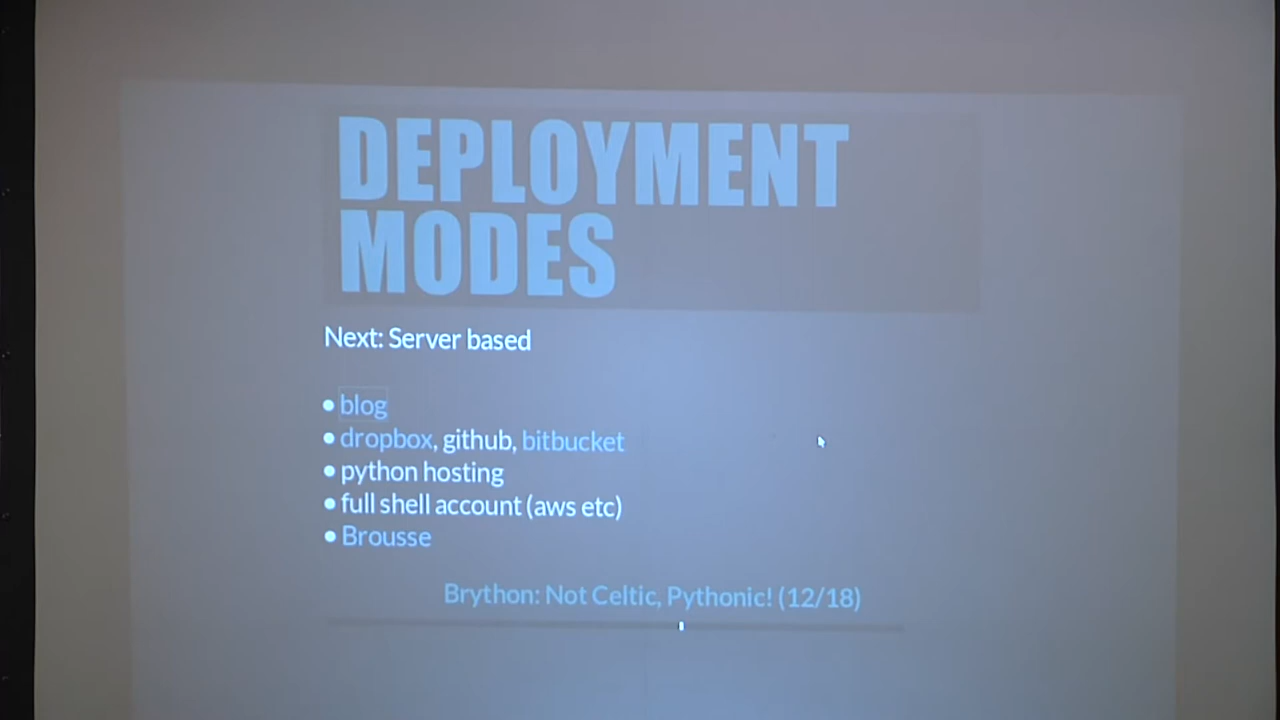 DEPLOYMENT
MODES
Next: Server based
• blog
• dropbox, github, bitbucket
• python hosting
• full shell account (aws etc)
• Brousse
Brython: Not Celtic, Pythonic! (12/18)